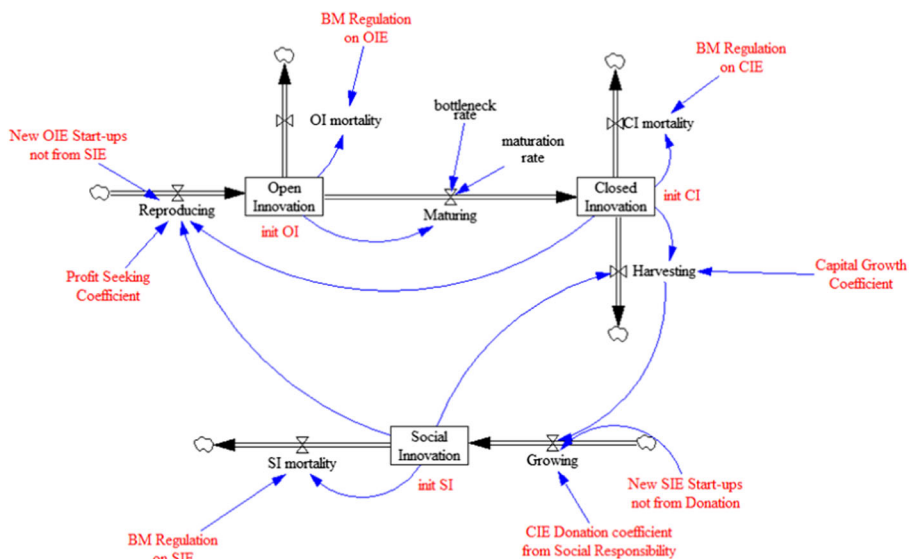 BM Regulation
on OIE
BM Regulation
on CIE
OI mortality
bottleneck
rate
CI mortality
maturation
rate
New OIE Start-ups
not from SIE
Open
Innovation
Closed
Innovation
init CI
Reproducing
Maturing
init OI
Profit Seeking
Coefficient
Harvesting
Capital Growth
Coefficient
Social
Innovation
SI mortality
Growing
init SI
New SIE Start-ups
not from Donation
BM Regulation
on SIE
CIE Donation coefficient
from Social Responsibility